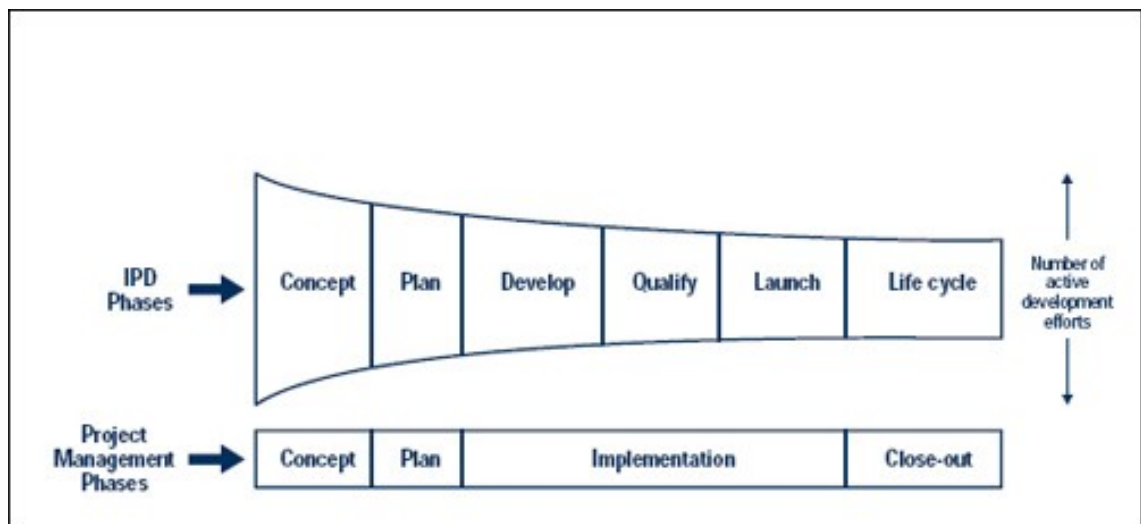 IPD
Phases
Concept
Plan
Develop
Qualify
Launch
Life cycle
Number of
active
development
efforts
Project
Management
Phases
Concept
Plan
Implementation
Close-out